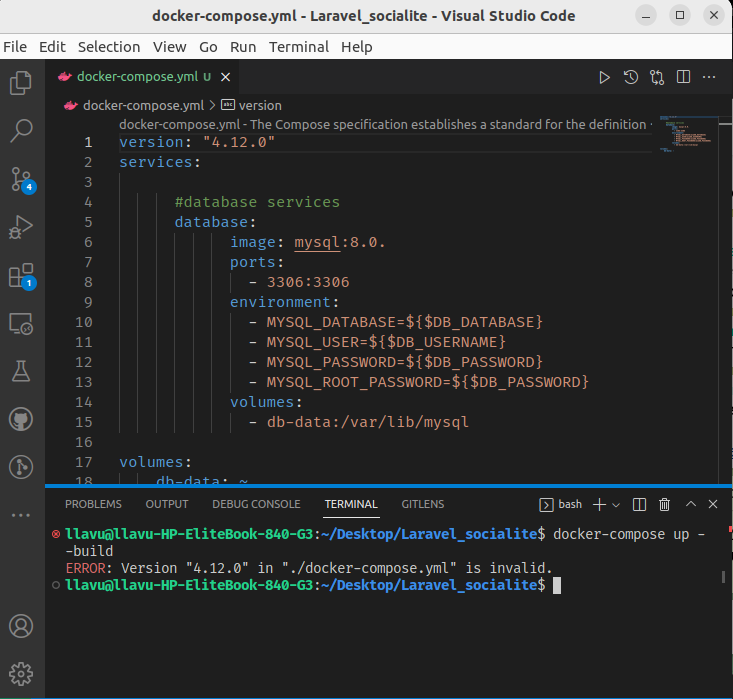 docker-compose.yml - Laravel_socialite - Visual Studio Code
File Edit Selection View Go Run Terminal Help
docker-compose.yml U
docker-compose.yml > abc version
docker-compose.yml - The Compose specification establishes a standard for the definition
1 version: "4.12.0"
2 services:
3
4 #database services
5 database:
6 image: mysql:8.0.
7 ports:
8 - 3306:3306
9 environment:
10 - MYSQL_DATABASE=${$DB_DATABASE}
11 - MYSQL_USER=${$DB_USERNAME}
12 - MYSQL_PASSWORD=${$DB_PASSWORD}
13 - MYSQL_ROOT_PASSWORD=${$DB_PASSWORD}
14 volumes:
15 - db-data:/var/lib/mysql
16
17 volumes:
18 db-data: ~
4
1
PROBLEMS OUTPUT DEBUG CONSOLE TERMINAL GITLENS
bash
llavu@llavu-HP-EliteBook-840-G3:~/Desktop/Laravel_socialite$ docker-compose up -
-build
ERROR: Version "4.12.0" in "./docker-compose.yml" is invalid.
llavu@llavu-HP-EliteBook-840-G3:~/Desktop/Laravel_socialite$